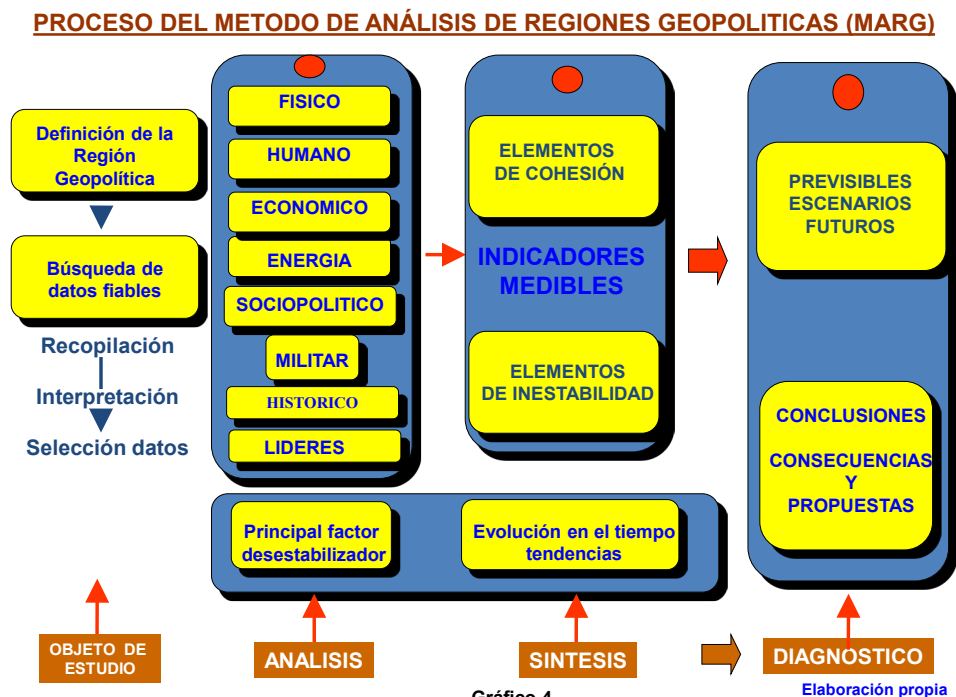 PROCESO DEL METODO DE ANÁLISIS DE REGIONES GEOPOLITICAS (MARG)
Definición de la
Región
Geopolítica
Búsqueda de
datos fiables
Recopilación
Interpretación
Selección datos
FISICO
HUMANO
ECONOMICO
ENERGIA
SOCIOPOLITICO
MILITAR
HISTORICO
LIDERES
ELEMENTOS
DE COHESIÓN
INDICADORES
MEDIBLES
ELEMENTOS
DE INESTABILIDAD
PREVISIBLES
ESCENARIOS
FUTUROS
CONCLUSIONES
CONSECUENCIAS
Y
PROPUESTAS
Principal factor
desestabilizador
Evolución en el tiempo
tendencias
OBJETO DE
ESTUDIO
ANALISIS
SINTESIS
DIAGNOSTICO
Gráfico 4
Elaboración propia